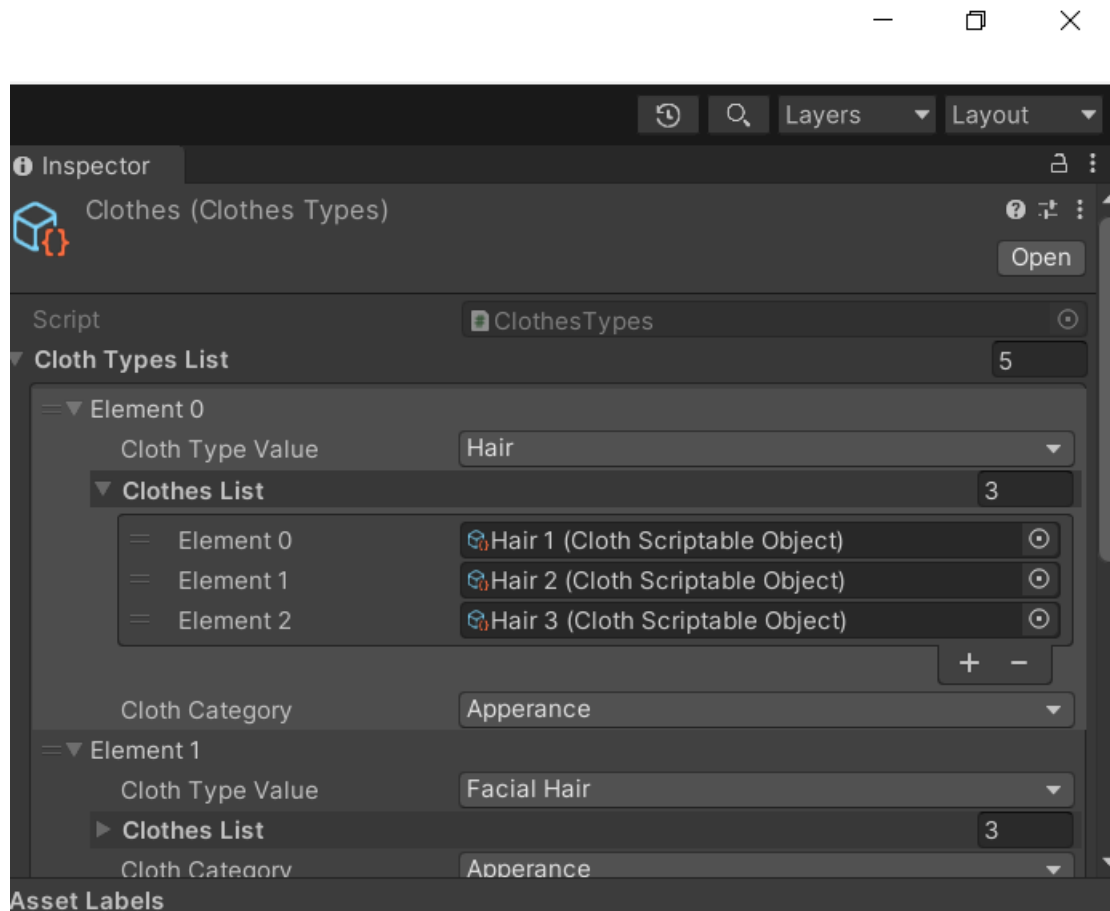 Layers Layout
Inspector
Clothes (Clothes Types)
Open
Script ClothesTypes
Cloth Types List 5
Element 0
Cloth Type Value Hair
Clothes List 3
Element 0 Hair 1 (Cloth Scriptable Object)
Element 1 Hair 2 (Cloth Scriptable Object)
Element 2 Hair 3 (Cloth Scriptable Object)
Cloth Category Apperance
Element 1
Cloth Type Value Facial Hair
Clothes List 3
Cloth Category Apperance
Asset Labels